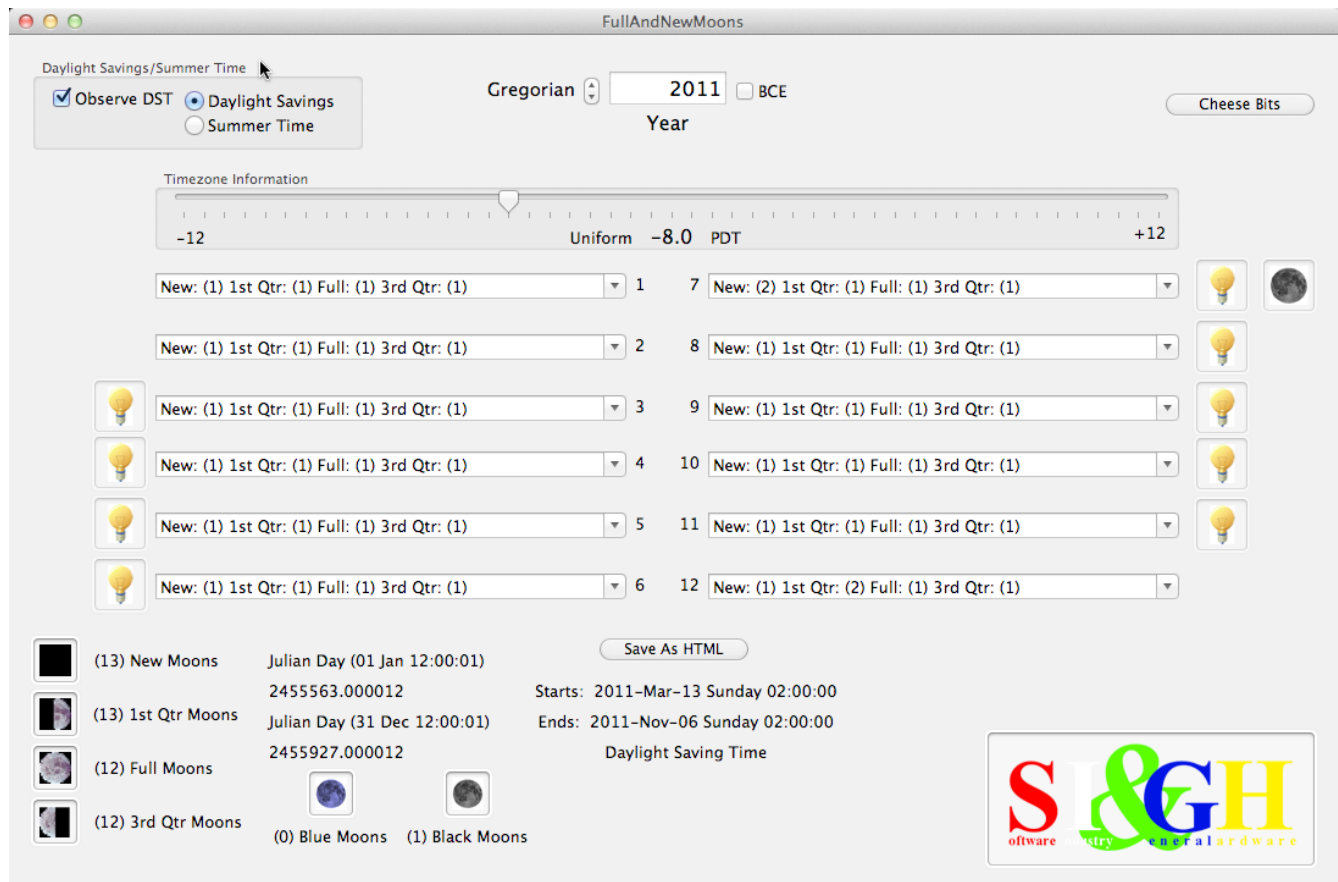 FullAndNewMoons
Daylight Savings/Summer Time
Observe DST
Daylight Savings
Summer Time
Gregorian 2011 BCE
Year
Cheese Bits
Timezone Information
-12 Uniform -8.0 PDT +12
New: (1) 1st Qtr: (1) Full: (1) 3rd Qtr: (1) 1 7 New: (2) 1st Qtr: (1) Full: (1) 3rd Qtr: (1)
New: (1) 1st Qtr: (1) Full: (1) 3rd Qtr: (1) 2 8 New: (1) 1st Qtr: (1) Full: (1) 3rd Qtr: (1)
New: (1) 1st Qtr: (1) Full: (1) 3rd Qtr: (1) 3 9 New: (1) 1st Qtr: (1) Full: (1) 3rd Qtr: (1)
New: (1) 1st Qtr: (1) Full: (1) 3rd Qtr: (1) 4 10 New: (1) 1st Qtr: (1) Full: (1) 3rd Qtr: (1)
New: (1) 1st Qtr: (1) Full: (1) 3rd Qtr: (1) 5 11 New: (1) 1st Qtr: (1) Full: (1) 3rd Qtr: (1)
New: (1) 1st Qtr: (1) Full: (1) 3rd Qtr: (1) 6 12 New: (1) 1st Qtr: (2) Full: (1) 3rd Qtr: (1)
(13) New Moons
(13) 1st Qtr Moons
(12) Full Moons
(12) 3rd Qtr Moons
Julian Day (01 Jan 12:00:01)
2455563.000012
Julian Day (31 Dec 12:00:01)
2455927.000012
(0) Blue Moons (1) Black Moons
Save As HTML
Starts: 2011-Mar-13 Sunday 02:00:00
Ends: 2011-Nov-06 Sunday 02:00:00
Daylight Saving Time
SI&GH
oftware eneralardware